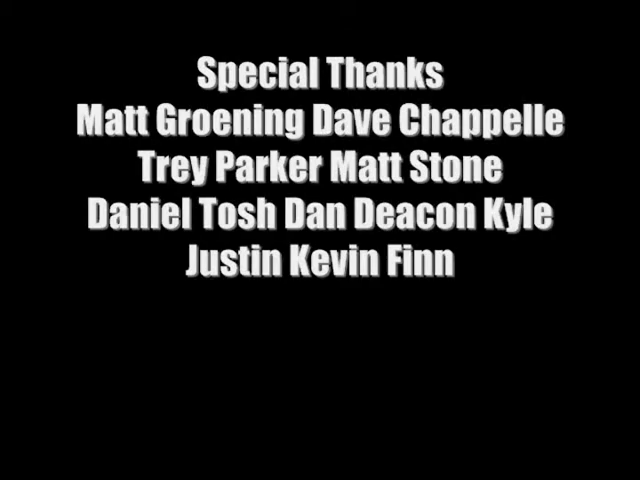 Special Thanks
Matt Groening Dave Chappelle
Trey Parker Matt Stone
Daniel Tosh Dan Deacon Kyle
Justin Kevin Finn